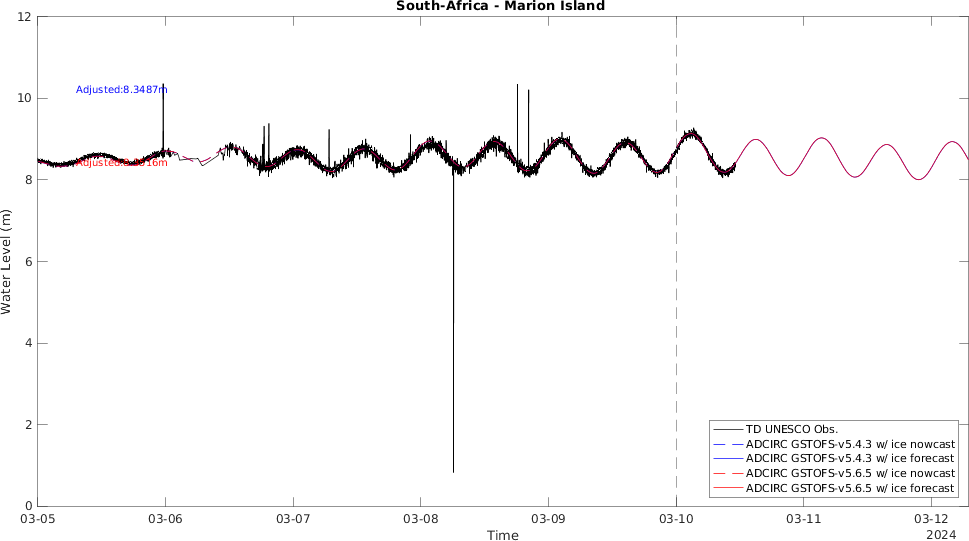 South-Africa - Marion Island
12
10
8
6
4
2
0
Water Level (m)
Adjusted:8.3487m
03-05
03-06
03-07
03-08
03-09
03-10
03-11
03-12
Time
2024
TD UNESCO Obs.
ADCIRC GSTOFS-v5.4.3 w/ ice nowcast
ADCIRC GSTOFS-v5.4.3 w/ ice forecast
ADCIRC GSTOFS-v5.6.5 w/ ice nowcast
ADCIRC GSTOFS-v5.6.5 w/ ice forecast